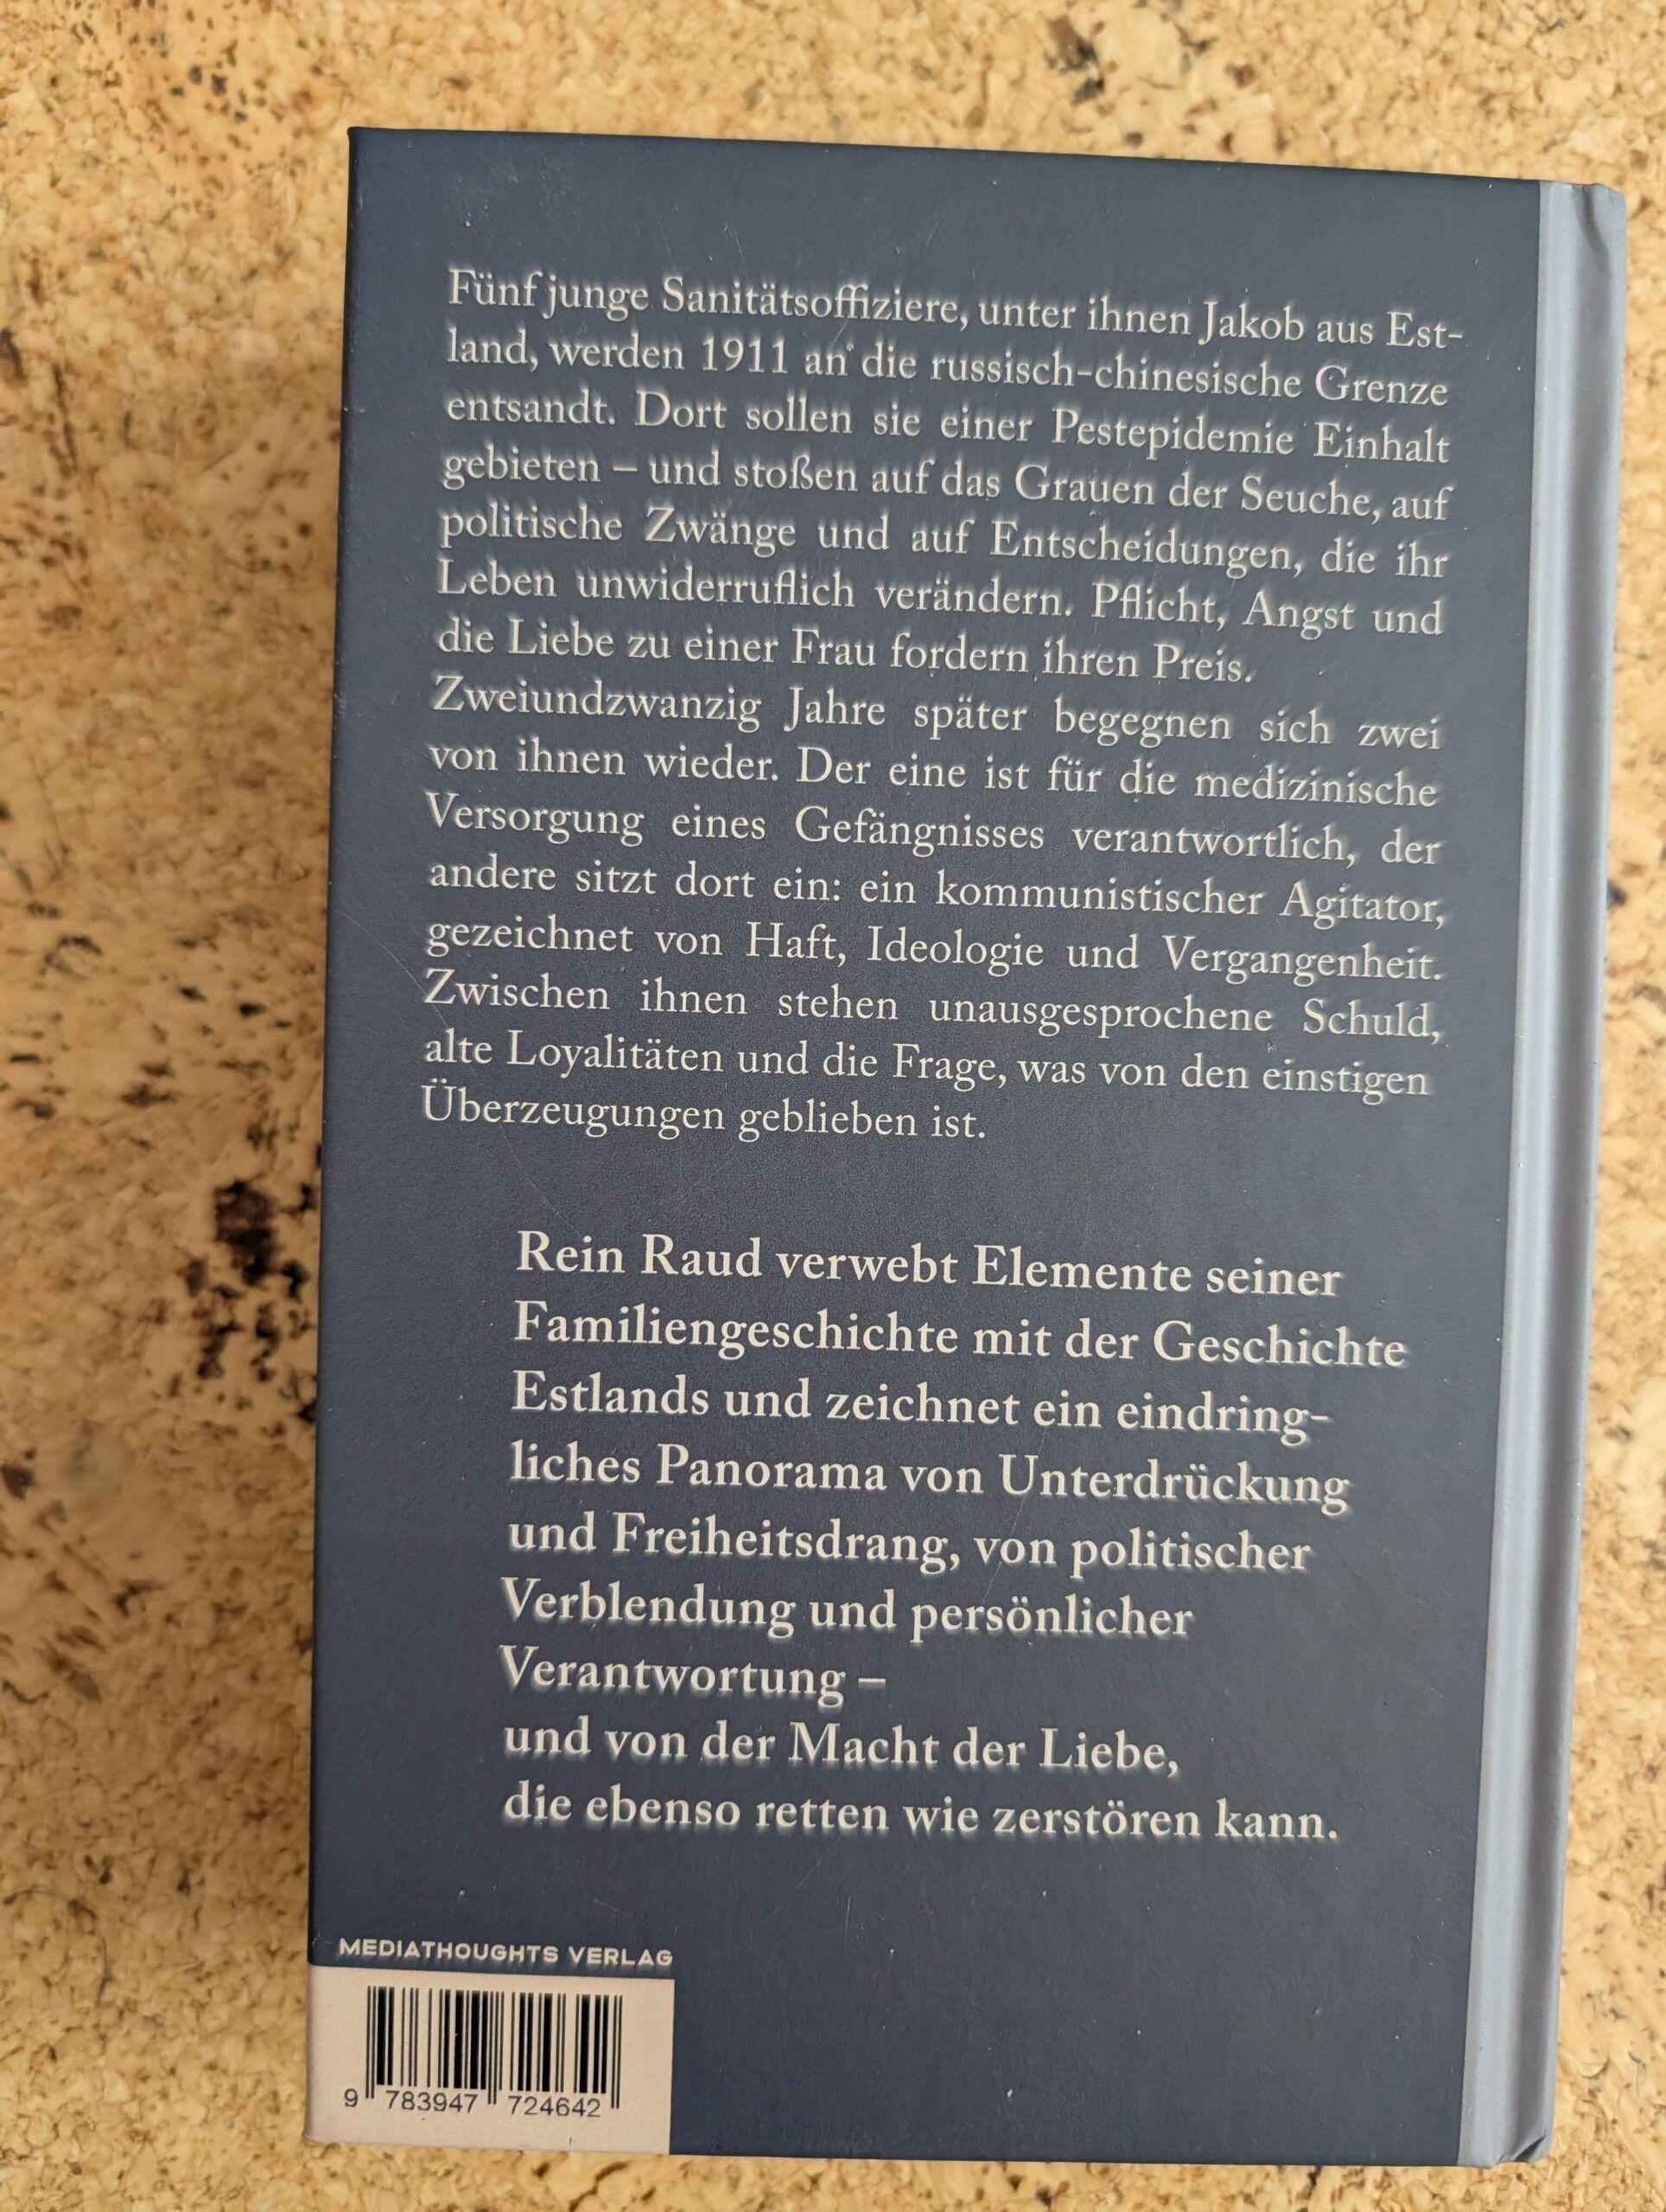 Fünf junge Sanitätsoffiziere, unter ihnen Jakob aus Est-
land, werden 1911 an die russisch-chinesische Grenze
entsandt. Dort sollen sie einer Pestepidemie Einhalt
gebieten – und stoßen auf das Grauen der Seuche, auf
politische Zwänge und auf Entscheidungen, die ihr
Leben unwiderruflich verändern. Pflicht, Angst und
die Liebe zu einer Frau fordern ihren Preis.
Zweiundzwanzig Jahre später begegnen sich zwei
von ihnen wieder. Der eine ist für die medizinische
Versorgung eines Gefängnisses verantwortlich, der
andere sitzt dort ein: ein kommunistischer Agitator,
gezeichnet von Haft, Ideologie und Vergangenheit.
Zwischen ihnen stehen unausgesprochene Schuld,
alte Loyalitäten und die Frage, was von den einstigen
Überzeugungen geblieben ist.
Rein Raud verwebt Elemente seiner
Familiengeschichte mit der Geschichte
Estlands und zeichnet ein eindring-
liches Panorama von Unterdrückung
und Freiheitsdrang, von politischer
Verblendung und persönlicher
Verantwortung –
und von der Macht der Liebe,
die ebenso retten wie zerstören kann.
MEDIATHOUGHTS VERLAG
9 783947 724642